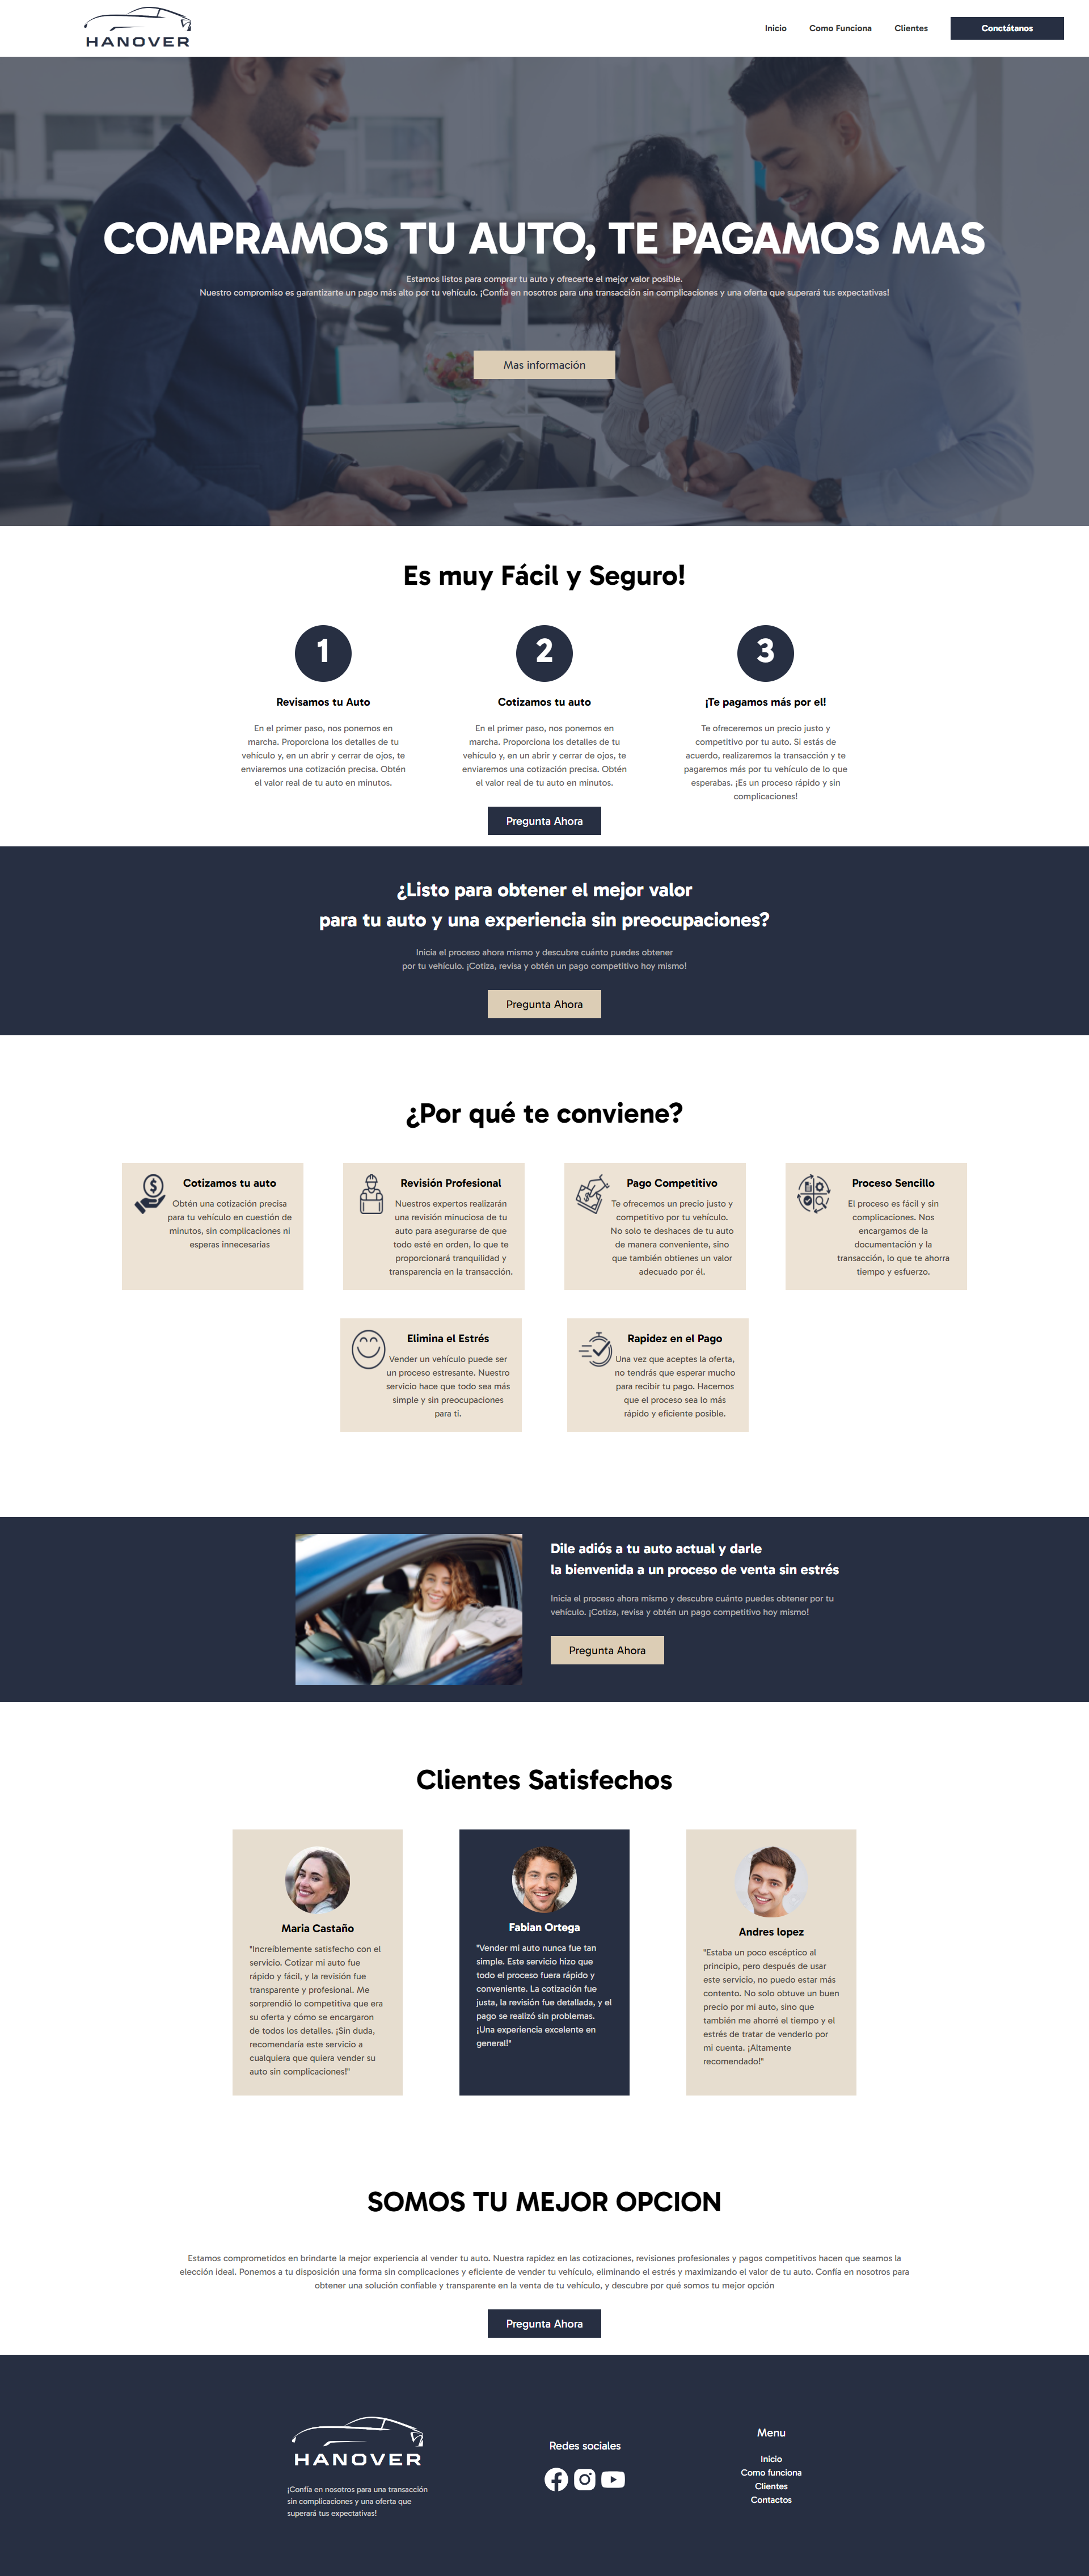 HANOVER
Inicio
Como Funciona
Clientes
Conctátanos
COMPRAMOS TU AUTO, TE PAGAMOS MAS
Estamos listos para comprar tu auto y ofrecerte el mejor valor posible.
Nuestro compromiso es garantizarte un pago más alto por tu vehículo. ¡Confía en nosotros para una transacción sin complicaciones y una oferta que superará tus expectativas!
Mas información
Es muy Fácil y Seguro!
1
Revisamos tu Auto
En el primer paso, nos ponemos en
marcha. Proporciona los detalles de tu
vehículo y, en un abrir y cerrar de ojos, te
enviaremos una cotización precisa. Obtén
el valor real de tu auto en minutos.
2
Cotizamos tu auto
En el primer paso, nos ponemos en
marcha. Proporciona los detalles de tu
vehículo y, en un abrir y cerrar de ojos, te
enviaremos una cotización precisa. Obtén
el valor real de tu auto en minutos.
3
¡Te pagamos más por el!
Te ofreceremos un precio justo y
competitivo por tu auto. Si estás de
acuerdo, realizaremos la transacción y te
pagaremos más por tu vehículo de lo que
esperabas. ¡Es un proceso rápido y sin
complicaciones!
Pregunta Ahora
¿Listo para obtener el mejor valor
para tu auto y una experiencia sin preocupaciones?
Inicia el proceso ahora mismo y descubre cuánto puedes obtener
por tu vehículo. ¡Cotiza, revisa y obtén un pago competitivo hoy mismo!
Pregunta Ahora
¿Por qué te conviene?
Cotizamos tu auto
Obtén una cotización precisa
para tu vehículo en cuestión de
minutos, sin complicaciones ni
esperas innecesarias
Revisión Profesional
Nuestros expertos realizarán
una revisión minuciosa de tu
auto para asegurarse de que
todo esté en orden, lo que te
proporcionará tranquilidad y
transparencia en la transacción.
Pago Competitivo
Te ofrecemos un precio justo y
competitivo por tu vehículo.
No solo te deshaces de tu auto
de manera conveniente, sino
que también obtienes un valor
adecuado por él.
Proceso Sencillo
El proceso es fácil y sin
complicaciones. Nos
encargamos de la
documentación y la
transacción, lo que te ahorra
tiempo y esfuerzo.
Elimina el Estrés
Vender un vehículo puede ser
un proceso estresante. Nuestro
servicio hace que todo sea más
simple y sin preocupaciones
para ti.
Rapidez en el Pago
Una vez que aceptes la oferta,
no tendrás que esperar mucho
para recibir tu pago. Hacemos
que el proceso sea lo más
rápido y eficiente posible.
Dile adiós a tu auto actual y darle
la bienvenida a un proceso de venta sin estrés
Inicia el proceso ahora mismo y descubre cuánto puedes obtener por tu
vehículo. ¡Cotiza, revisa y obtén un pago competitivo hoy mismo!
Pregunta Ahora
Clientes Satisfechos
Maria Castaño
"Increíblemente satisfecho con el
servicio. Cotizar mi auto fue
rápido y fácil, y la revisión fue
transparente y profesional. Me
sorprendió lo competitiva que era
su oferta y cómo se encargaron
de todos los detalles. ¡Sin duda,
recomendaría este servicio a
cualquiera que quiera vender su
auto sin complicaciones!"
Fabian Ortega
"Vender mi auto nunca fue tan
simple. Este servicio hizo que
todo el proceso fuera rápido y
conveniente. La cotización fue
justa, la revisión fue detallada, y el
pago se realizó sin problemas.
¡Una experiencia excelente en
general!"
Andres lopez
"Estaba un poco escéptico al
principio, pero después de usar
este servicio, no puedo estar más
contento. No solo obtuve un buen
precio por mi auto, sino que
también me ahorré el tiempo y el
estrés de tratar de venderlo por
mi cuenta. ¡Altamente
recomendado!"
SOMOS TU MEJOR OPCION
Estamos comprometidos en brindarte la mejor experiencia al vender tu auto. Nuestra rapidez en las cotizaciones, revisiones profesionales y pagos competitivos hacen que seamos la
elección ideal. Ponemos a tu disposición una forma sin complicaciones y eficiente de vender tu vehículo, eliminando el estrés y maximizando el valor de tu auto. Confía en nosotros para
obtener una solución confiable y transparente en la venta de tu vehículo, y descubre por qué somos tu mejor opción
Pregunta Ahora
HANOVER
¡Confía en nosotros para una transacción
sin complicaciones y una oferta que
superará tus expectativas!
Redes sociales
Menu
Inicio
Como funciona
Clientes
Contactos